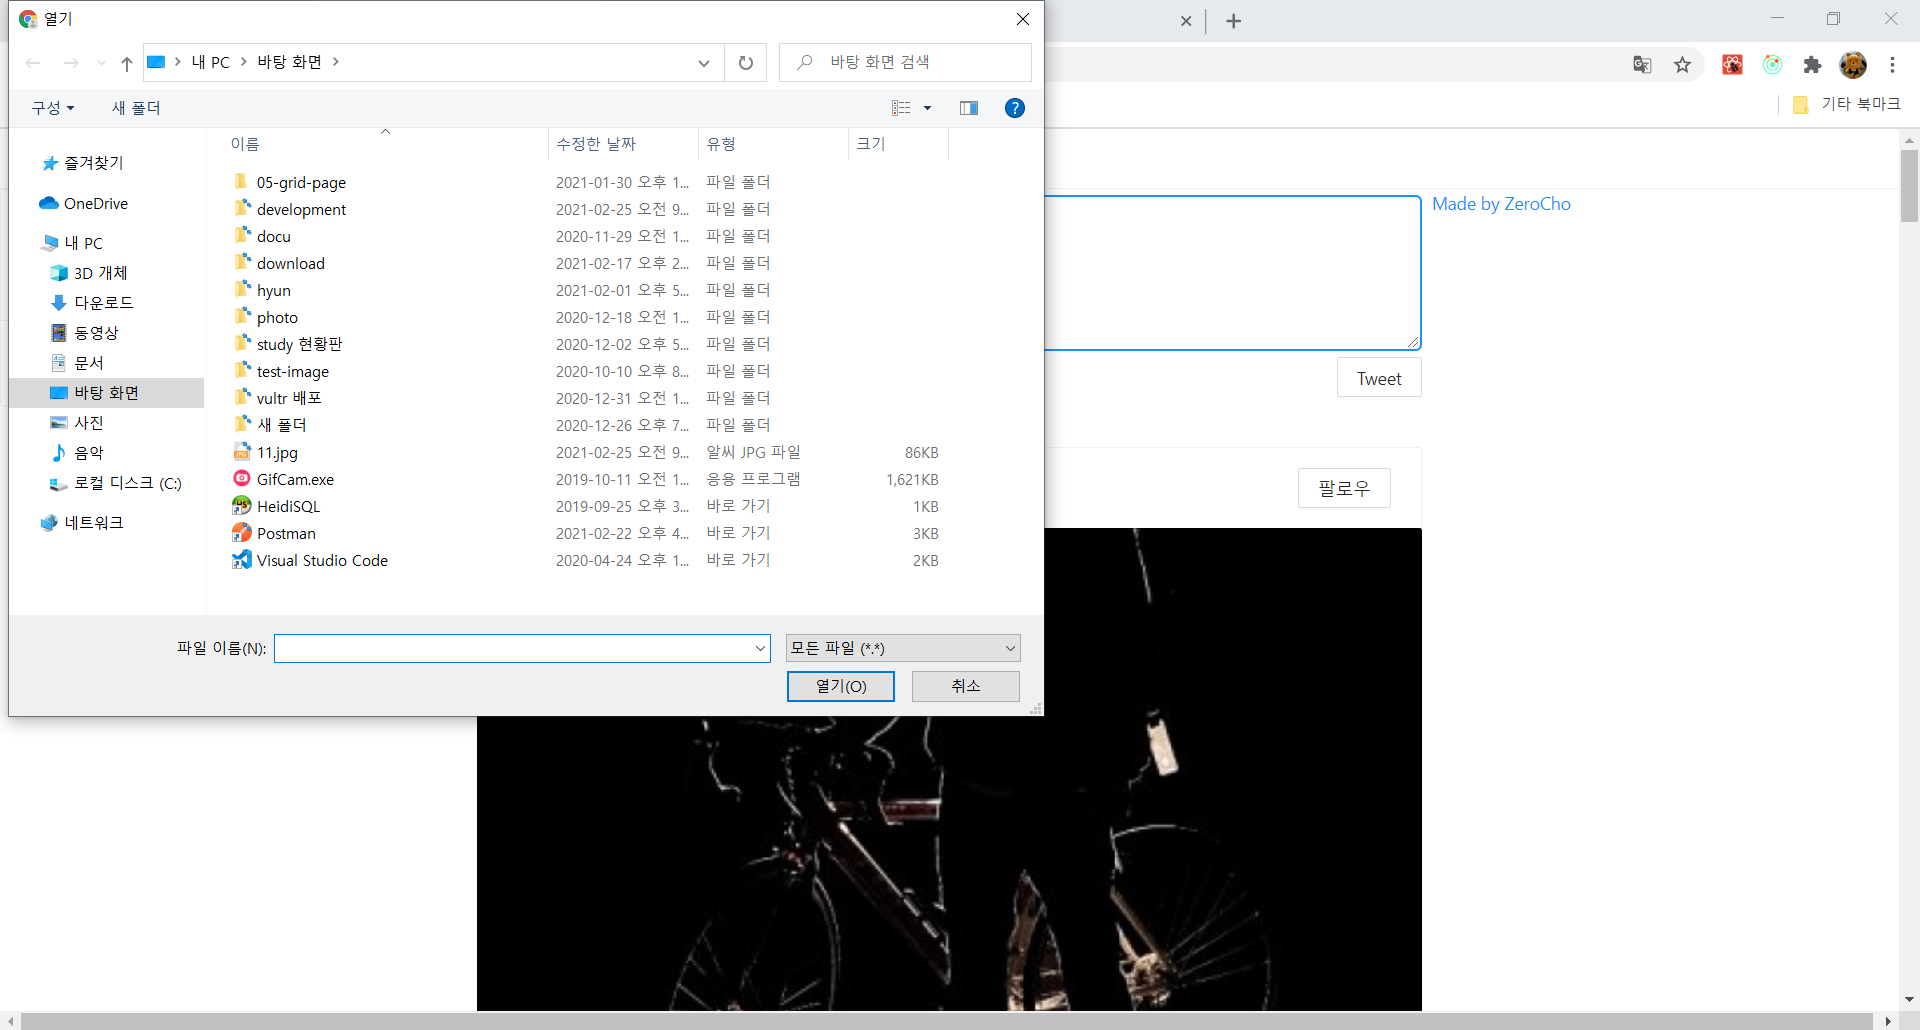 열기
내 PC
바탕 화면
바탕 화면 검색
구성
새 폴더
기타 북마크
이름
수정한 날짜
유형
크기
즐겨찾기
OneDrive
내 PC
3D 개체
다운로드
동영상
문서
바탕 화면
사진
음악
로컬 디스크 (C:)
네트워크
05-grid-page 2021-01-30 오후 1... 파일 폴더
development 2021-02-25 오전 9... 파일 폴더
docu 2020-11-29 오전 1... 파일 폴더
download 2021-02-17 오후 2... 파일 폴더
hyun 2021-02-01 오후 5... 파일 폴더
photo 2020-12-18 오전 1... 파일 폴더
study 현황판 2020-12-02 오후 5... 파일 폴더
test-image 2020-10-10 오후 8... 파일 폴더
vultr 배포 2020-12-31 오전 1... 파일 폴더
새 폴더 2020-12-26 오후 7... 파일 폴더
11.jpg 2021-02-25 오전 9... 알씨 JPG 파일 86KB
GifCam.exe 2019-10-11 오전 1... 응용 프로그램 1,621KB
HeidiSQL 2019-09-25 오후 3... 바로 가기 1KB
Postman 2021-02-22 오후 4... 바로 가기 3KB
Visual Studio Code 2020-04-24 오후 1... 바로 가기 2KB
파일 이름(N):
모든 파일 (*.*)
열기(O)
취소
Made by ZeroCho
Tweet
팔로우